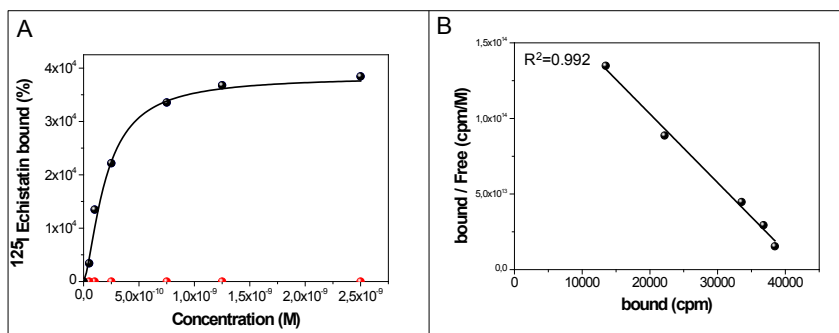 A
¹²⁵I Echistatin bound (%)
4x10⁴
3x10⁴
2x10⁴
1x10⁴
0
0,0 5,0x10⁻¹⁰ 1,0x10⁻⁹ 1,5x10⁻⁹ 2,0x10⁻⁹ 2,5x10⁻⁹
Concentration (M)
B
R²=0.992
bound / Free (cpm/M)
1,5x10¹⁴
1,0x10¹⁴
5,0x10¹³
0,0
0 10000 20000 30000 40000
bound (cpm)